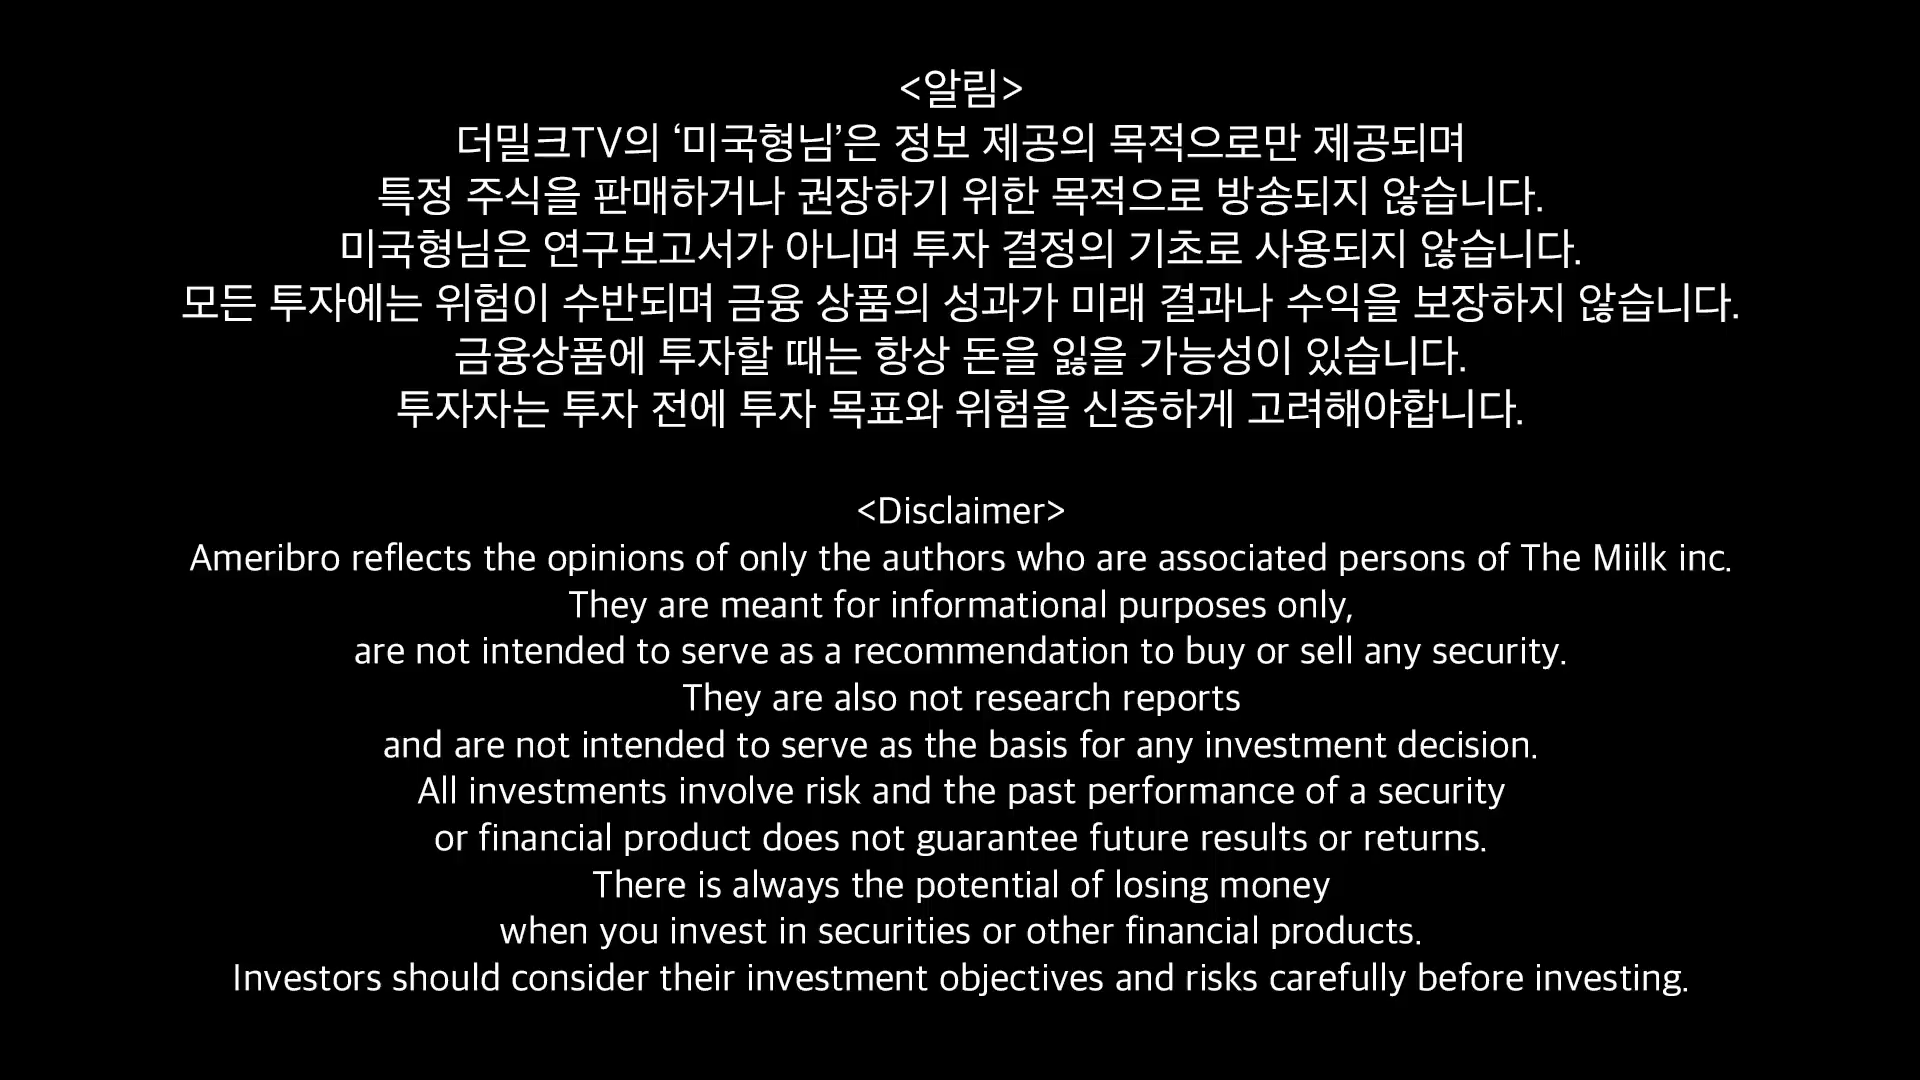 <알림>
더밀크TV의 ‘미국형님’은 정보 제공의 목적으로만 제공되며
특정 주식을 판매하거나 권장하기 위한 목적으로 방송되지 않습니다.
미국형님은 연구보고서가 아니며 투자 결정의 기초로 사용되지 않습니다.
모든 투자에는 위험이 수반되며 금융 상품의 성과가 미래 결과나 수익을 보장하지 않습니다.
금융상품에 투자할 때는 항상 돈을 잃을 가능성이 있습니다.
투자자는 투자 전에 투자 목표와 위험을 신중하게 고려해야합니다.
<Disclaimer>
Ameribro reflects the opinions of only the authors who are associated persons of The Miilk inc.
They are meant for informational purposes only,
are not intended to serve as a recommendation to buy or sell any security.
They are also not research reports
and are not intended to serve as the basis for any investment decision.
All investments involve risk and the past performance of a security
or financial product does not guarantee future results or returns.
There is always the potential of losing money
when you invest in securities or other financial products.
Investors should consider their investment objectives and risks carefully before investing.